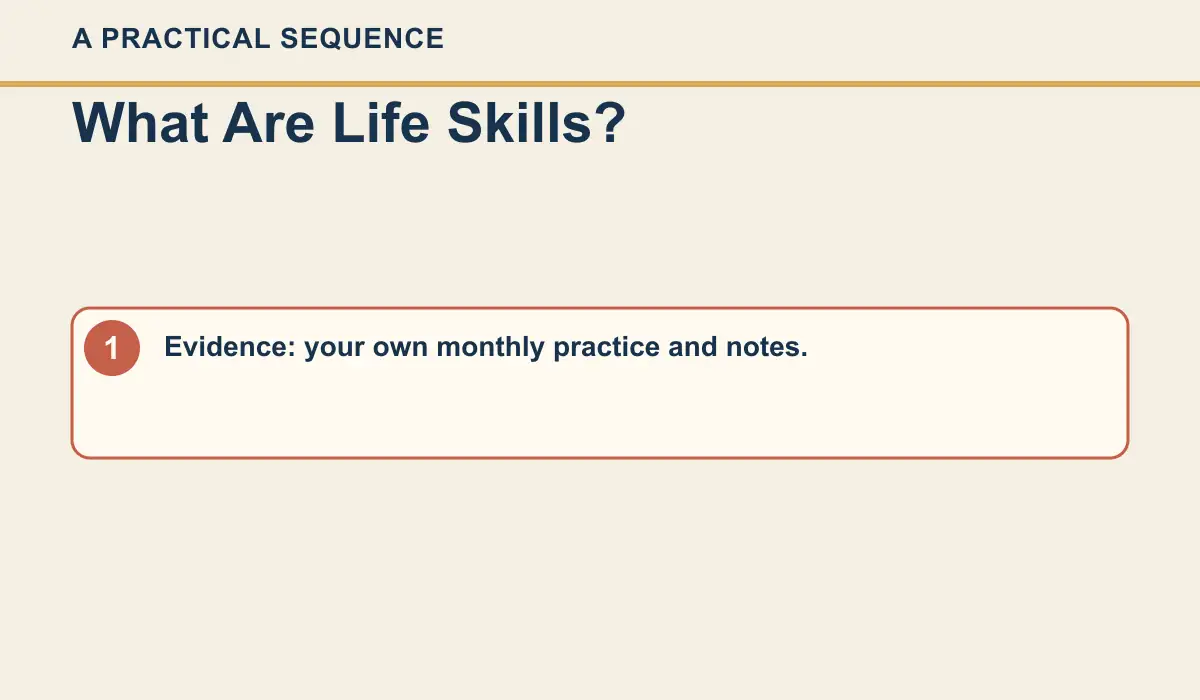 A PRACTICAL SEQUENCE
What Are Life Skills?
1 Evidence: your own monthly practice and notes.